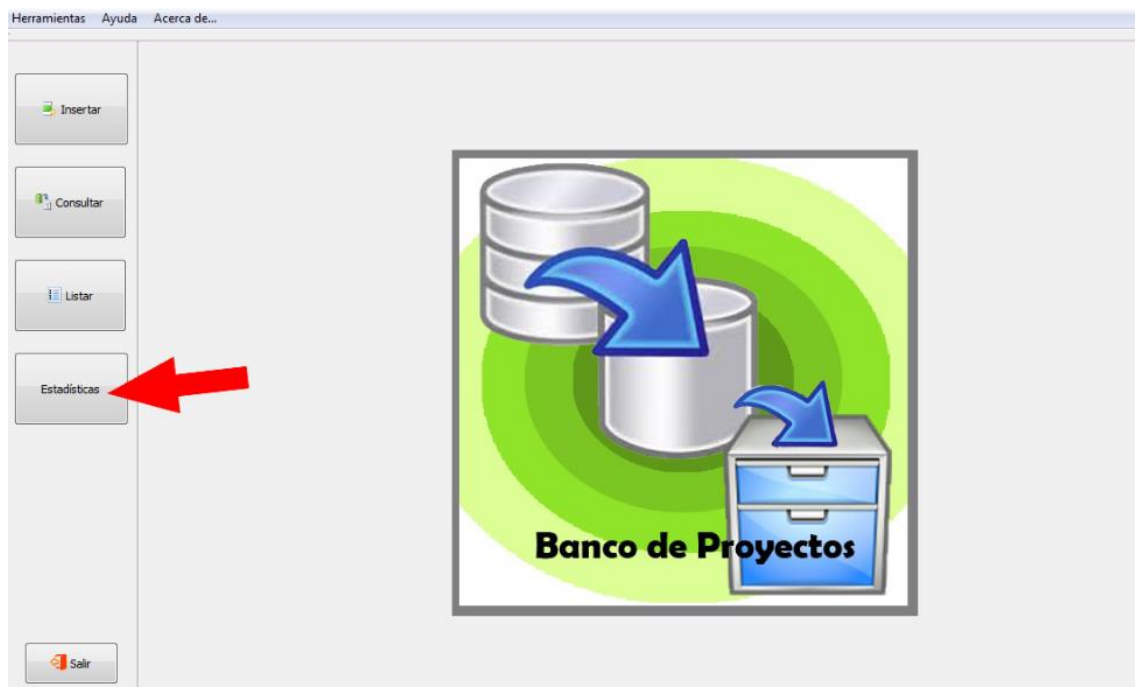 Herramientas Ayuda Acerca de...
Insertar
Consultar
Listar
Estadísticas
Banco de Proyectos
Salir